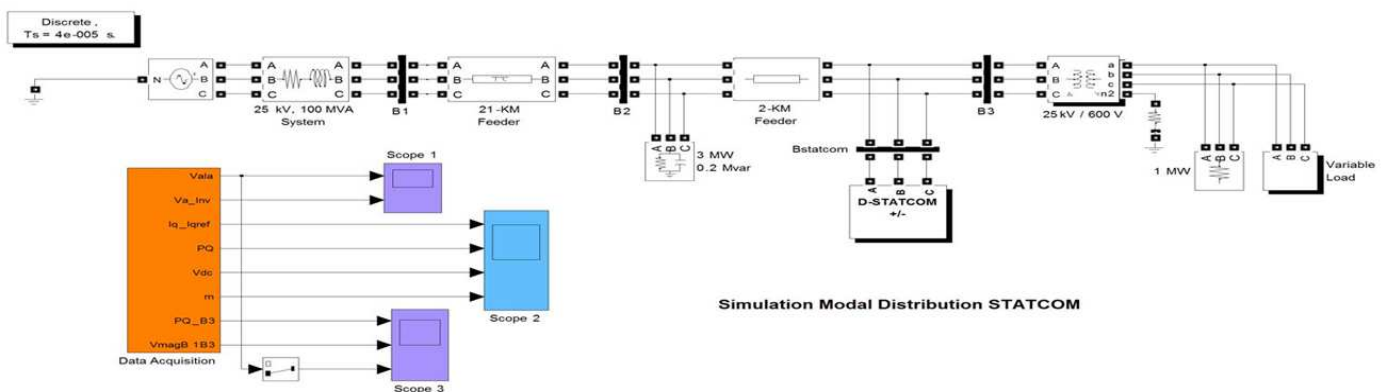 Discrete,
Ts = 4e-005 s.
N
A
B
C
A A
B B
C C
25 kV, 100 MVA
System
B1
A A
B B
C C
21-KM
Feeder
B2
A B C
3 MW
0.2 Mvar
2-KM
Feeder
Bstatcom
A B C
D-STATCOM
+/-
B3
A a
B b
C c
n2
25 kV / 600 V
A B C
1 MW
A B C
Variable
Load
Scope 1
VaIa
Va_Inv
Iq_Iqref
PQ
Vdc
m
PQ_B3
VmagB 1B3
Data Acquisition
Scope 2
Scope 3
Simulation Modal Distribution STATCOM